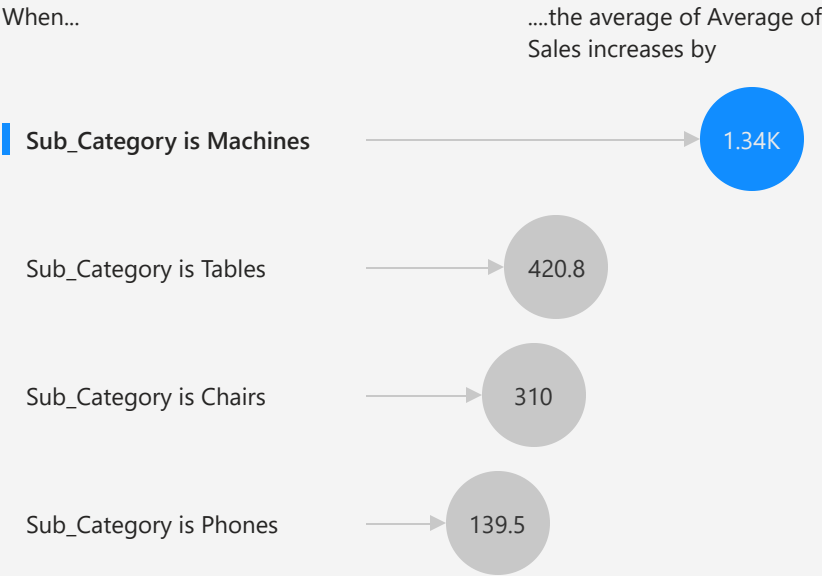 When...
....the average of Average of
Sales increases by
Sub_Category is Machines
1.34K
Sub_Category is Tables
420.8
Sub_Category is Chairs
310
Sub_Category is Phones
139.5